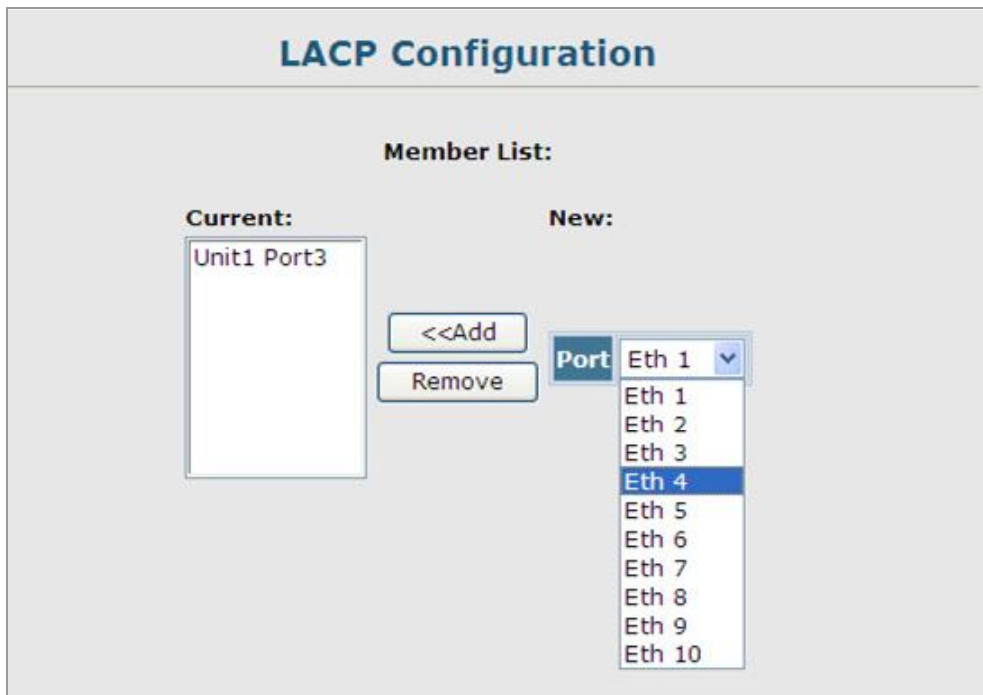 LACP Configuration
Member List:
Current:
New:
Unit1 Port3
<<Add
Remove
Port
Eth 1
Eth 1
Eth 2
Eth 3
Eth 4
Eth 5
Eth 6
Eth 7
Eth 8
Eth 9
Eth 10